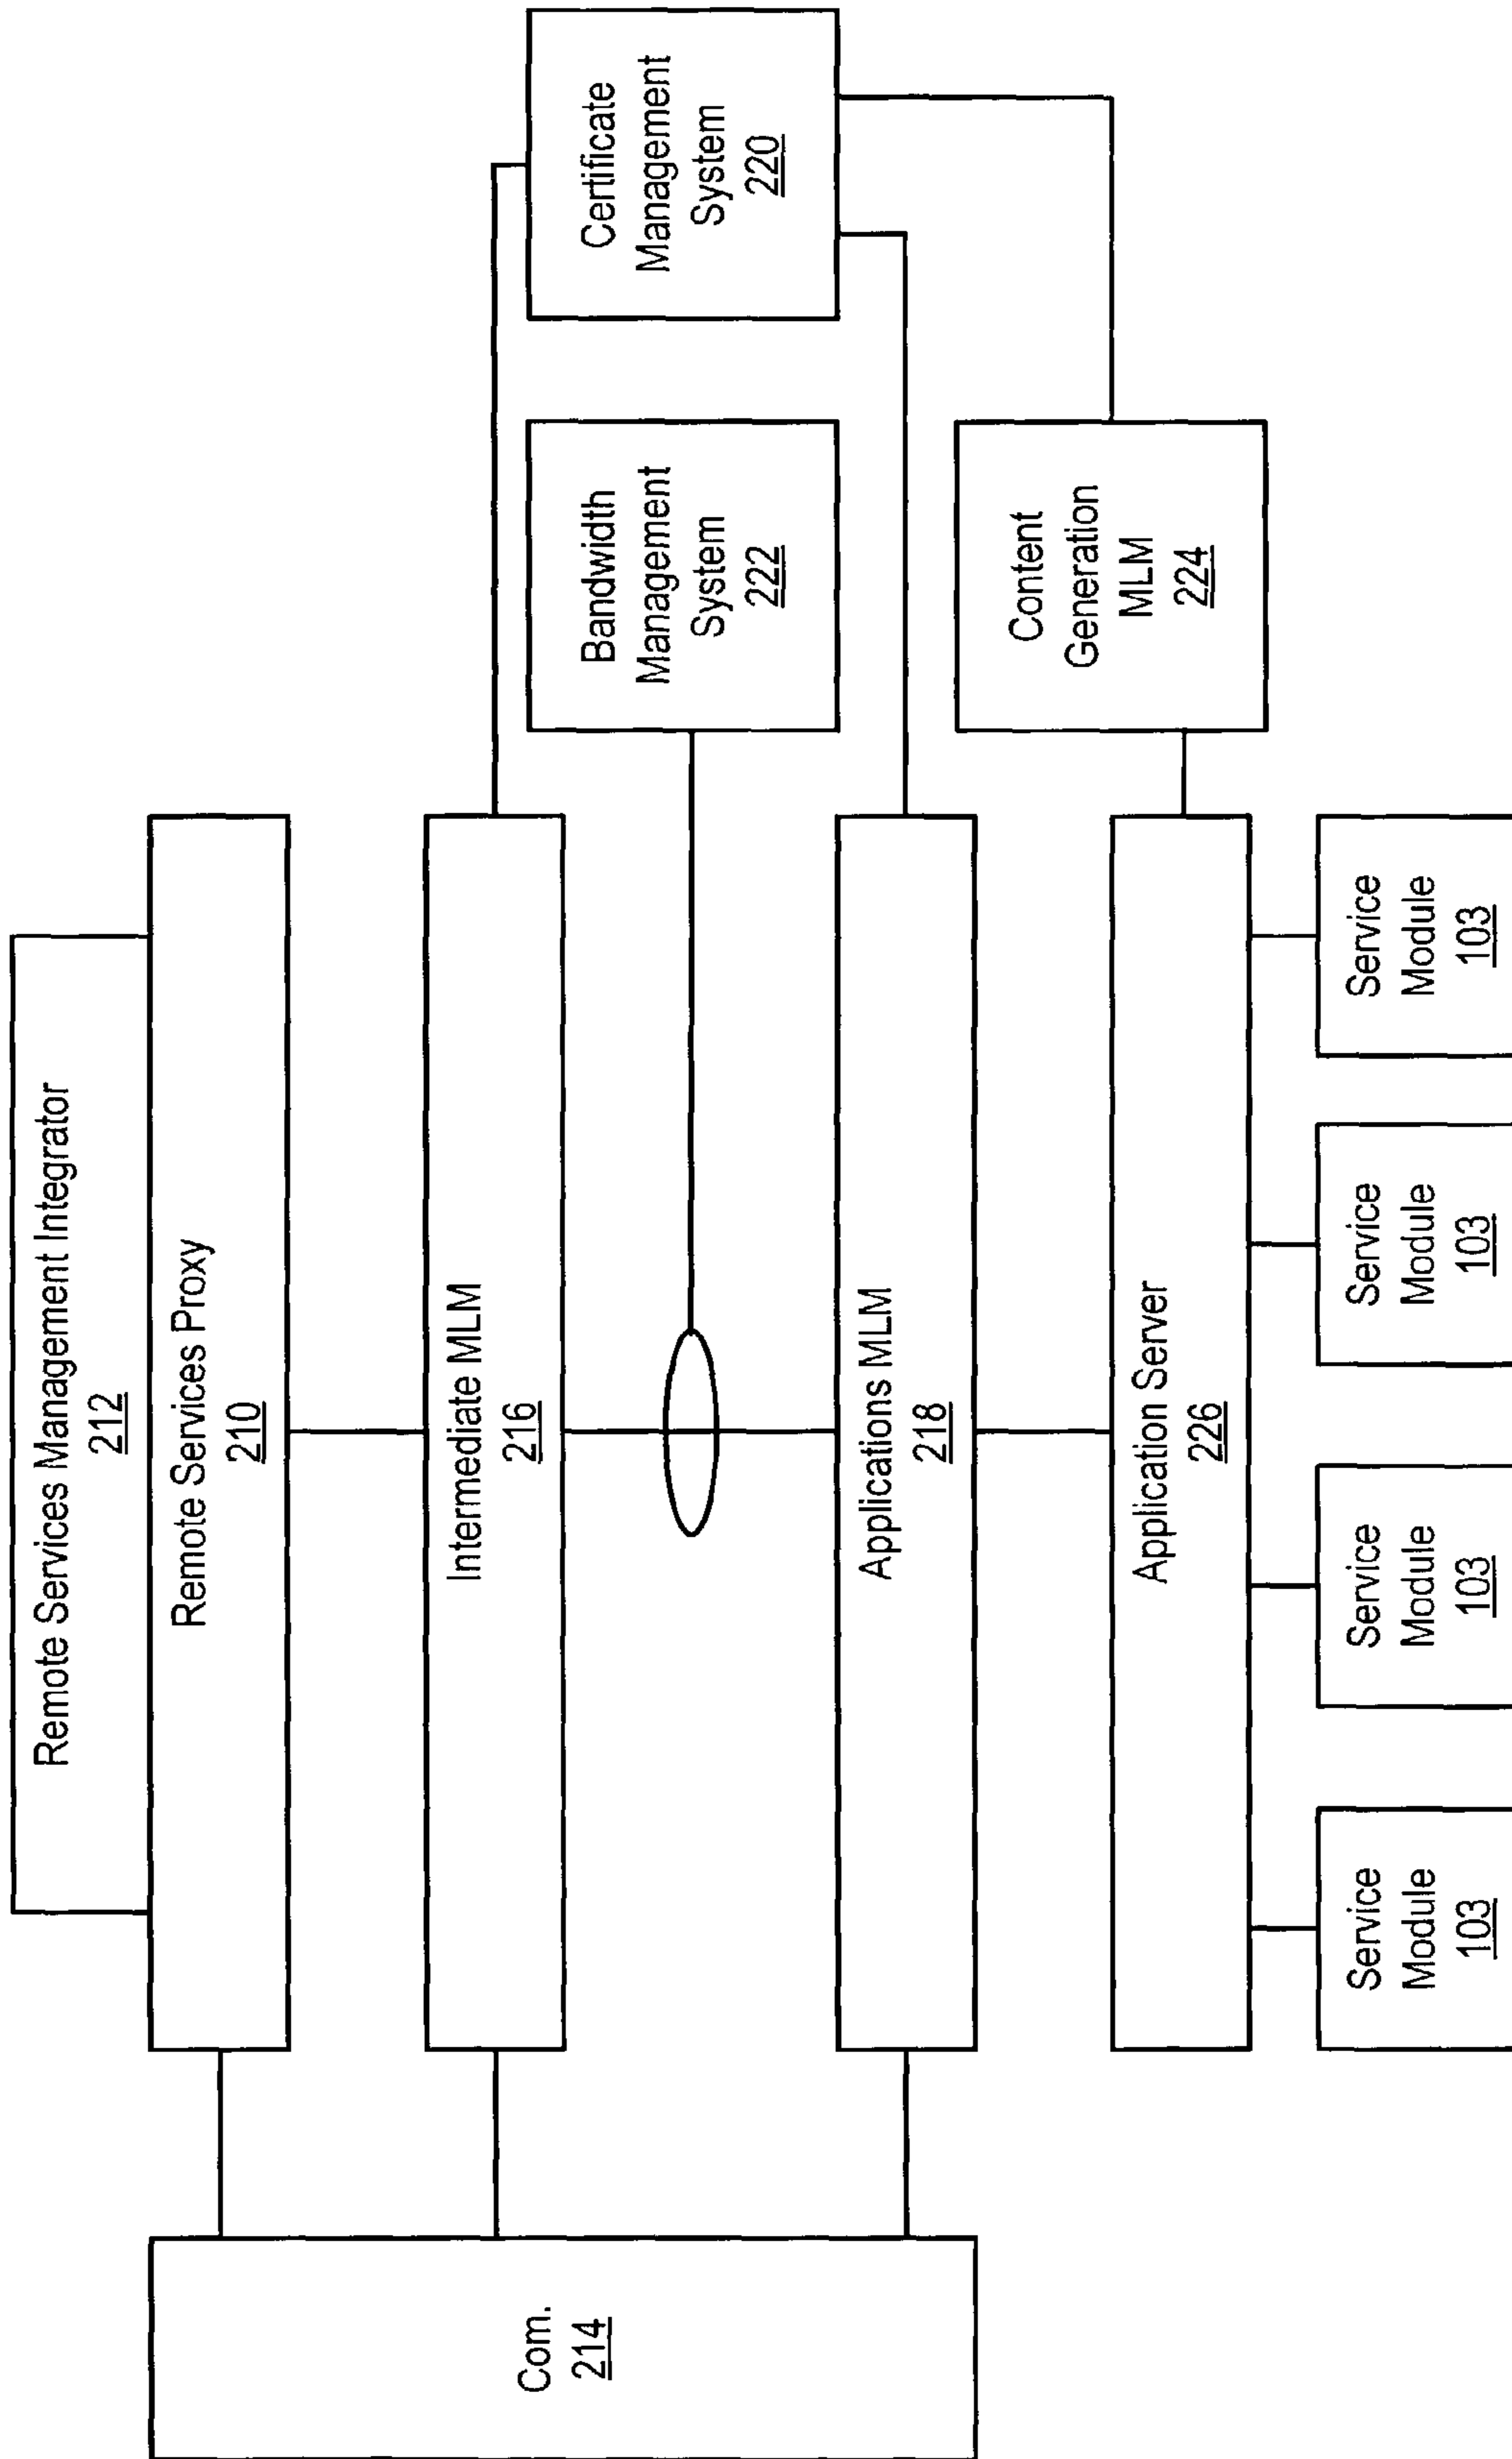 Remote Services Management Integrator
212
Remote Services Proxy
210
Com.
214
Intermediate MLM
216
Bandwidth
Management
System
222
Certificate
Management
System
220
Applications MLM
218
Content
Generation
MLM
224
Application Server
226
Service
Module
103
Service
Module
103
Service
Module
103
Service
Module
103